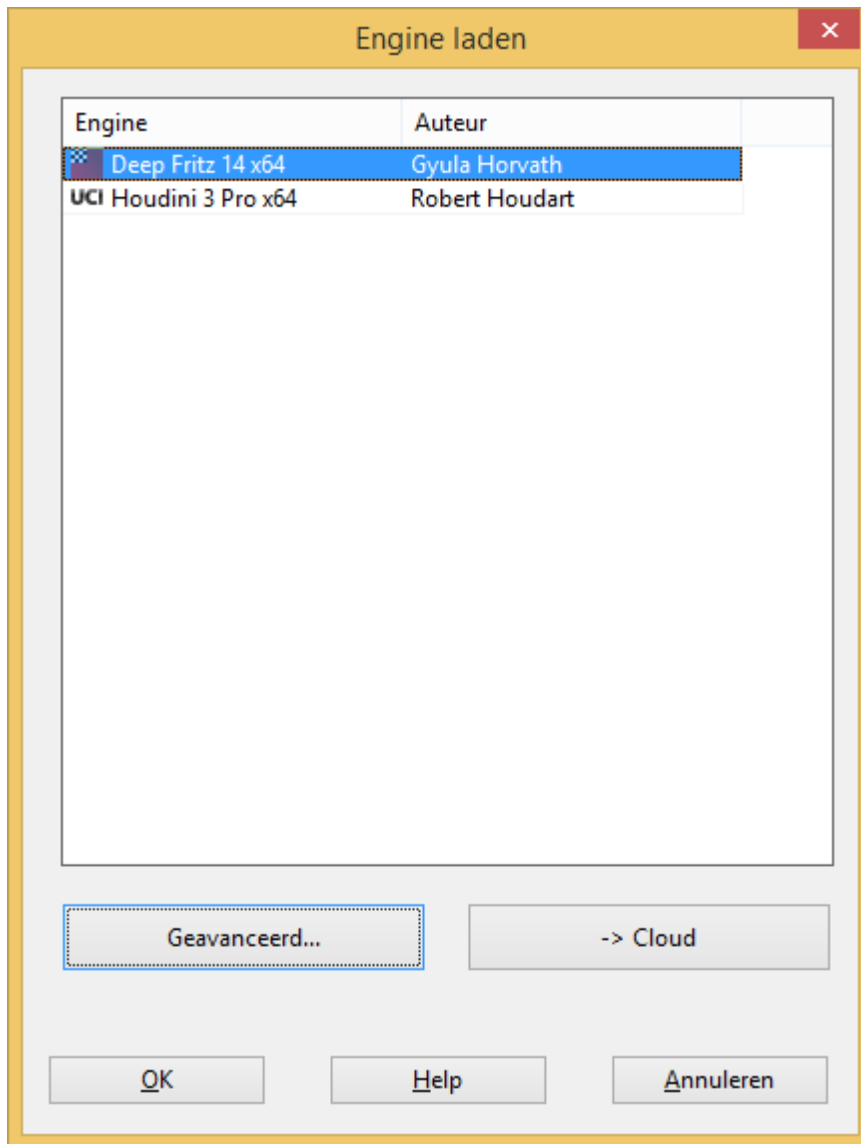 Engine laden
Engine Auteur
Deep Fritz 14 x64 Gyula Horvath
UCI Houdini 3 Pro x64 Robert Houdart
Geavanceerd... -> Cloud
OK Help Annuleren